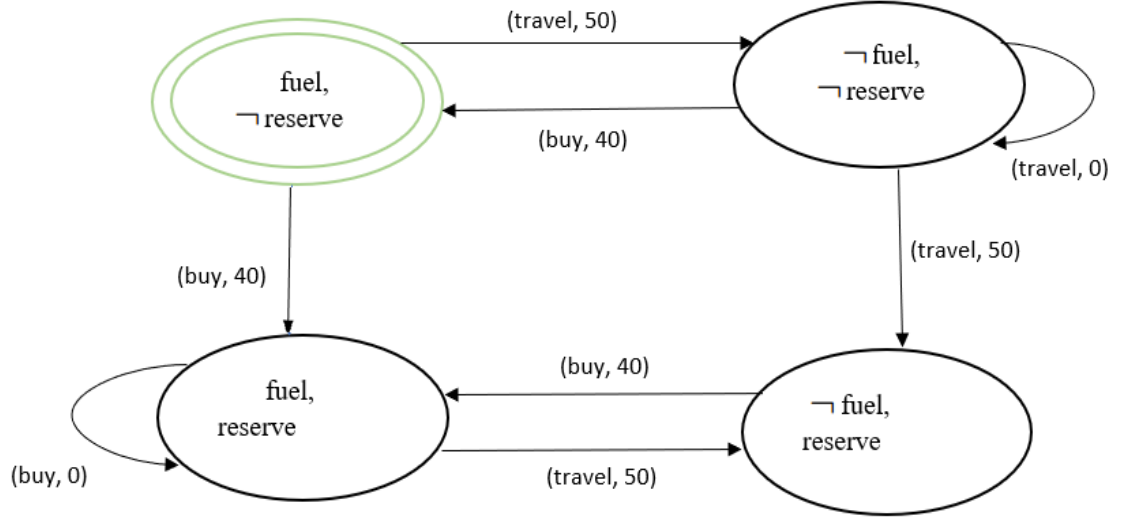 (travel, 50)
fuel,
¬ reserve
¬ fuel,
¬ reserve
(buy, 40)
(travel, 0)
(buy, 40)
(travel, 50)
fuel,
reserve
(buy, 40)
¬ fuel,
reserve
(buy, 0)
(travel, 50)